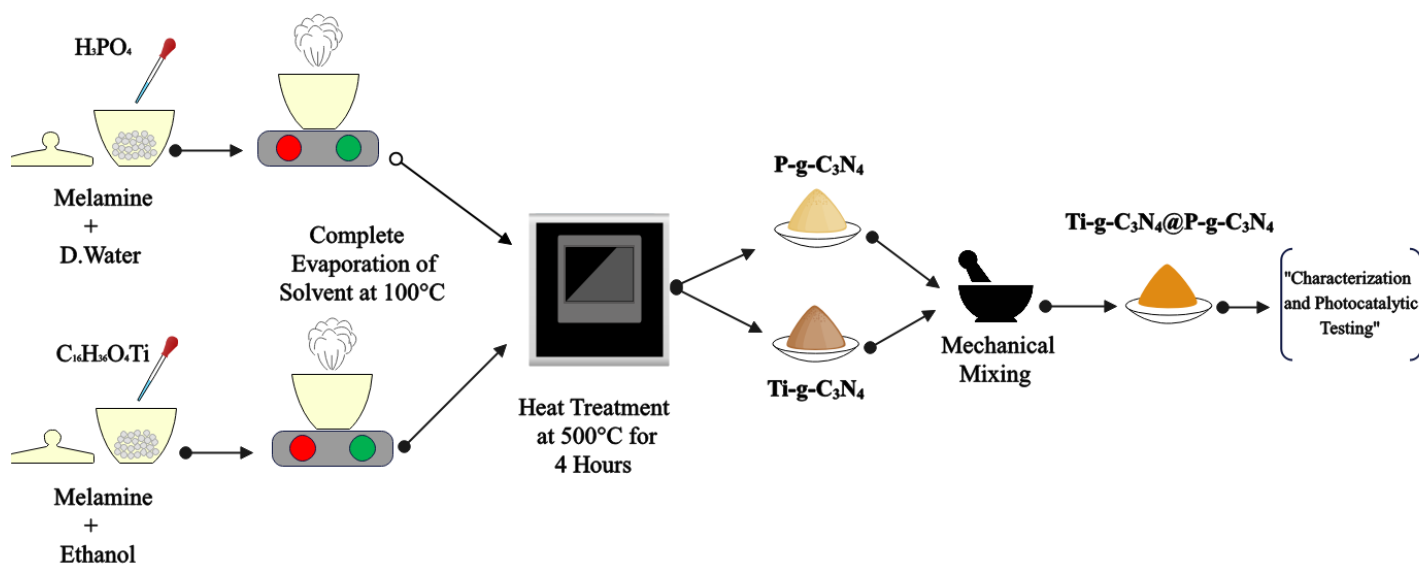 H₃PO₄
Melamine
+
D.Water
Complete
Evaporation of
Solvent at 100°C
C₁₆H₃₆O₄Ti
Melamine
+
Ethanol
Heat Treatment
at 500°C for
4 Hours
P-g-C₃N₄
Ti-g-C₃N₄
Mechanical
Mixing
Ti-g-C₃N₄@P-g-C₃N₄
"Characterization
and Photocatalytic
Testing"